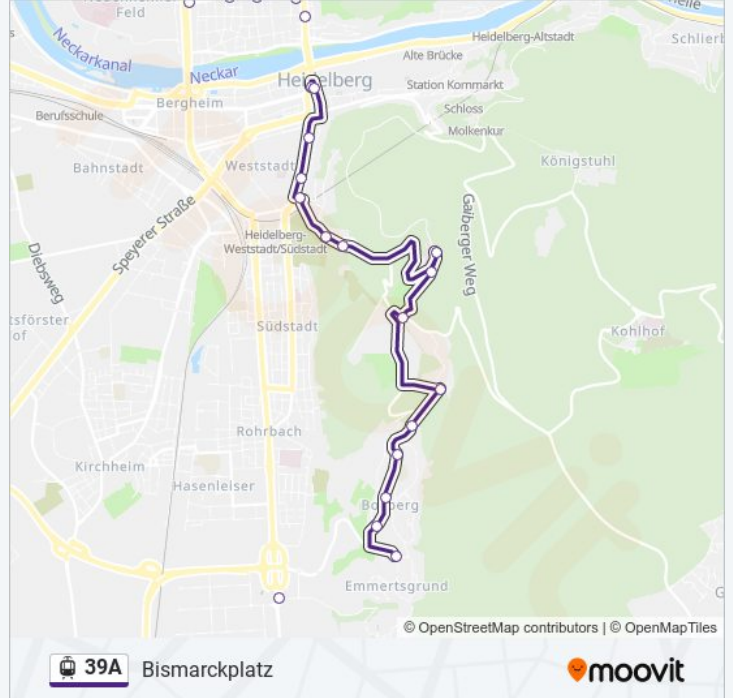 Feld
Schlierb
Heidelberg-Altstadt
Neckarkanal
Alte Brücke
Neckar
Heidelberg
Station Kornmarkt
Bergheim
Schloss
Berufsschule
Molkenkur
Königstuhl
Bahnstadt
Weststadt
Gaiberger Weg
Speyerer Straße
Heidelberg-
Weststadt/Südstadt
Diebsweg
tsförster
of
Südstadt
Kohlhof
Rohrbach
Kirchheim
Hasenleiser
Boxberg
Emmertsgrund
G
© OpenStreetMap contributors | © OpenMapTiles
39A Bismarckplatz
moovit